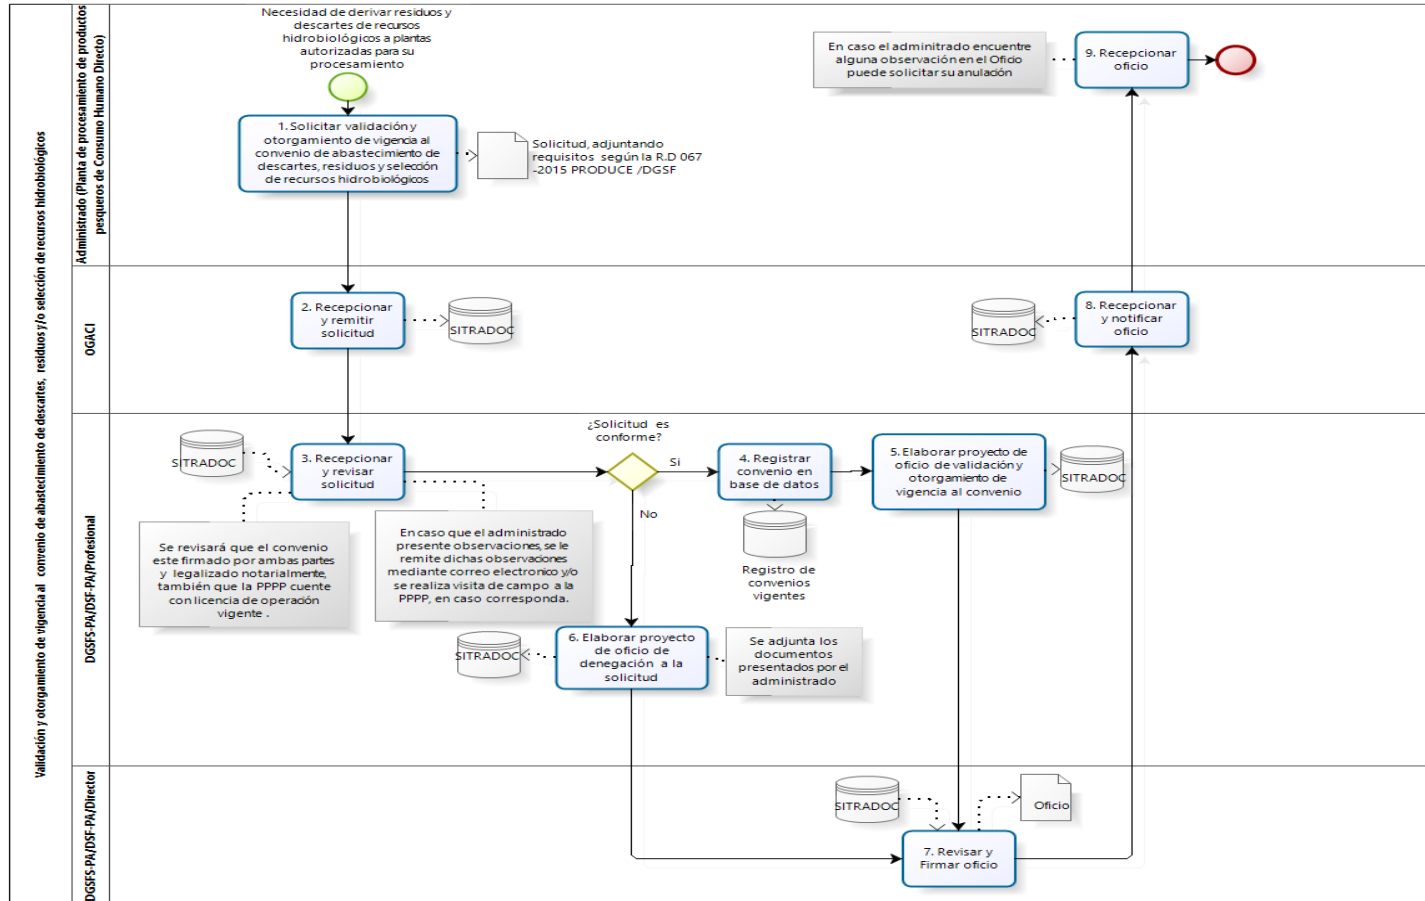 Validación y otorgamiento de vigencia al convenio de abastecimiento de descartes, residuos y/o selección de recursos hidrobiológicos
Administrado (Planta de procesamiento de productos
pesqueros de Consumo Humano Directo)
Necesidad de derivar residuos y
descartes de recursos
hidrobiológicos a plantas
autorizadas para su
procesamiento
1. Solicitar validación y
otorgamiento de vigencia al
convenio de abastecimiento de
descartes, residuos y selección
de recursos hidrobiológicos
Solicitud, adjuntando
requisitos según la R.D 067
-2015 PRODUCE /DGSF
En caso el adminitrado encuentre
alguna observación en el Oficio
puede solicitar su anulación
9. Recepcionar
oficio
OGACI
2. Recepcionar
y remitir
solicitud
SITRADOC
SITRADOC
8. Recepcionar
y notificar
oficio
DGSFS-PA/DSF-PA/Profesional
SITRADOC
3. Recepcionar
y revisar
solicitud
¿Solicitud es
conforme?
Si
No
4. Registrar
convenio en
base de datos
5. Elaborar proyecto de
oficio de validación y
otorgamiento de
vigencia al convenio
SITRADOC
Se revisará que el convenio
este firmado por ambas partes
y legalizado notarialmente,
también que la PPPP cuente
con licencia de operación
vigente .
En caso que el administrado
presente observaciones, se le
remite dichas observaciones
mediante correo electronico y/o
se realiza visita de campo a la
PPPP, en caso corresponda.
Registro de
convenios
vigentes
SITRADOC
6. Elaborar proyecto
de oficio de
denegación a la
solicitud
Se adjunta los
documentos
presentados por el
administrado
DGSFS-PA/DSF-PA/Director
SITRADOC
Oficio
7. Revisar y
Firmar oficio